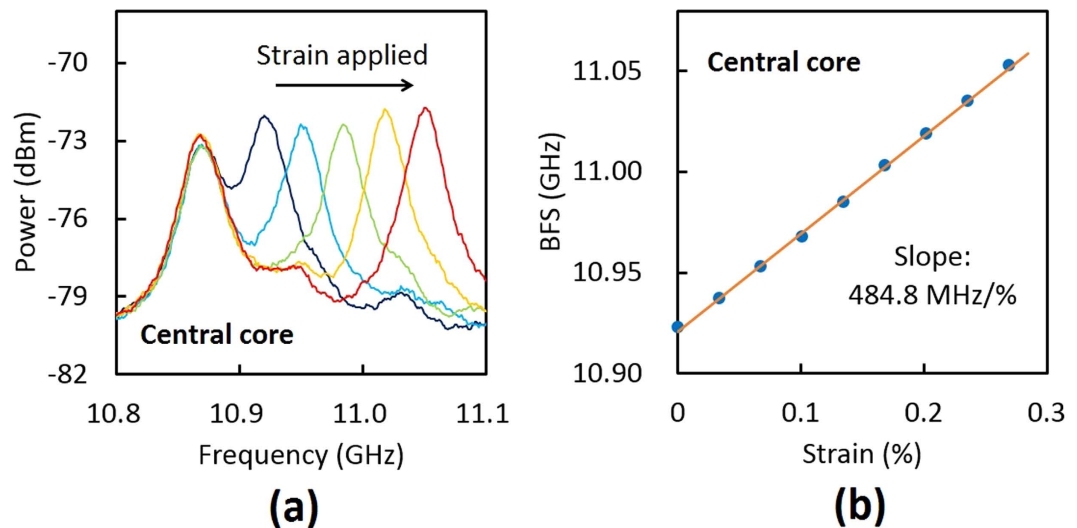 -70
-73
-76
-79
-82
Power (dBm)
Strain applied
Central core
10.8
10.9
11.0
11.1
Frequency (GHz)
(a)
11.05
11.00
10.95
10.90
BFS (GHz)
Central core
Slope:
484.8 MHz/%
0
0.1
0.2
0.3
Strain (%)
(b)